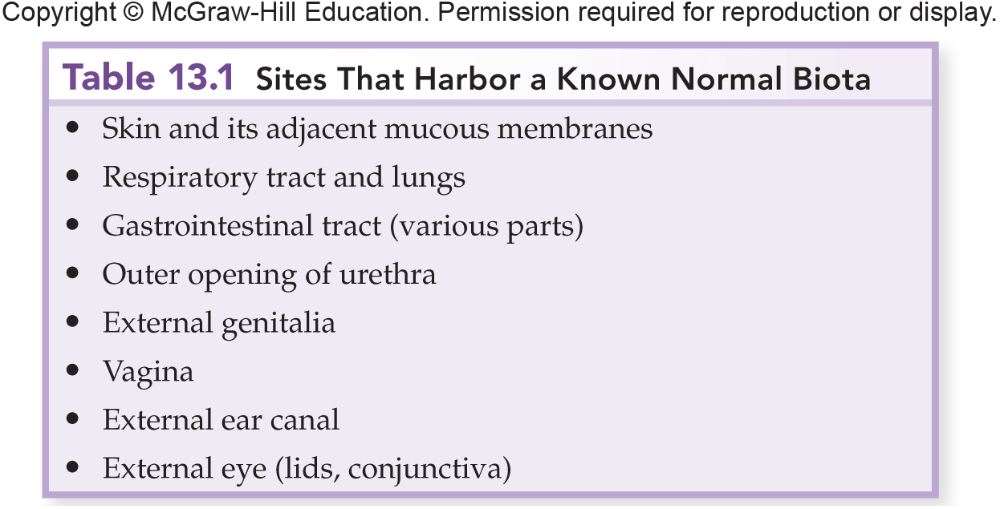 Copyright © McGraw-Hill Education. Permission required for reproduction or display.
Table 13.1 Sites That Harbor a Known Normal Biota
• Skin and its adjacent mucous membranes
• Respiratory tract and lungs
• Gastrointestinal tract (various parts)
• Outer opening of urethra
• External genitalia
• Vagina
• External ear canal
• External eye (lids, conjunctiva)